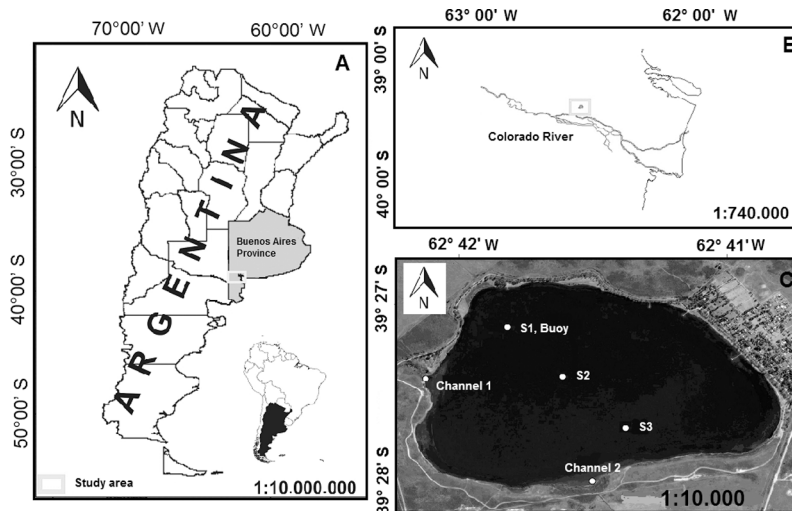 70°00' W
60°00' W
A
N
30°00' S
40°00' S
50°00' S
ARGENTINA
Buenos Aires
Province
Study area
1:10.000.000
63°00' W
62°00' W
39°00' S
40°00' S
N
Colorado River
1:740.000
62° 42' W
62° 41' W
39°27' S
39°28' S
N
C
S1, Buoy
S2
Channel 1
S3
Channel 2
1:10.000